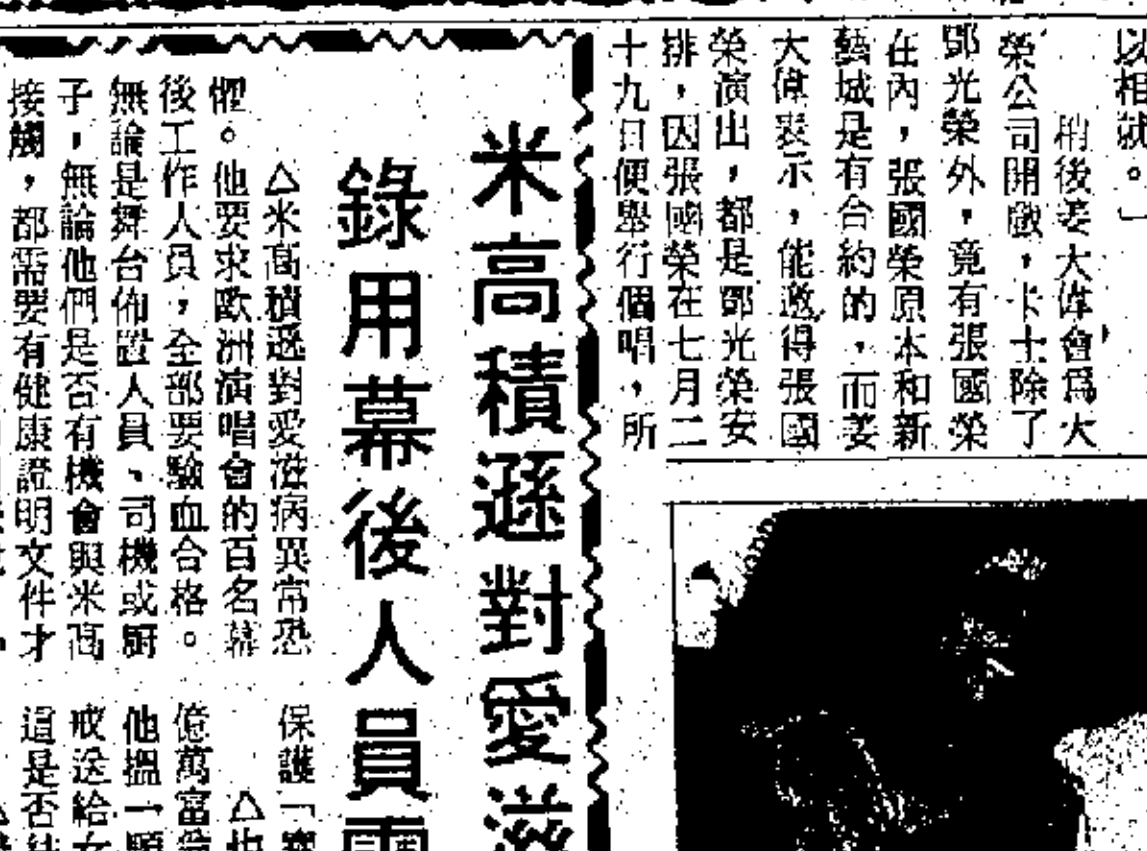 以相就。」
稍後姜大偉會爲大
榮公司開戲，卡士除了
鄧光榮外，竟有張國榮
在內，張國榮原本和新
藝城是有合約的，而姜
大偉表示，能邀得張國
榮演出，都是鄧光榮安
排，因張國榮在七月二
十九日便舉行個唱，所
米高積遜對愛滋
錄用幕後人員需
△米高積遜對愛滋病異常恐
懼。他要求歐洲演唱會的百名幕
後工作人員，全部要驗血合格。
無論是舞台佈置人員、司機或廚
子，無論他們是否有機會與米高
接觸，都需要有健康證明文件才
保護「寶
△也
億萬富翁
他搵一顆
戒送給女
這是否